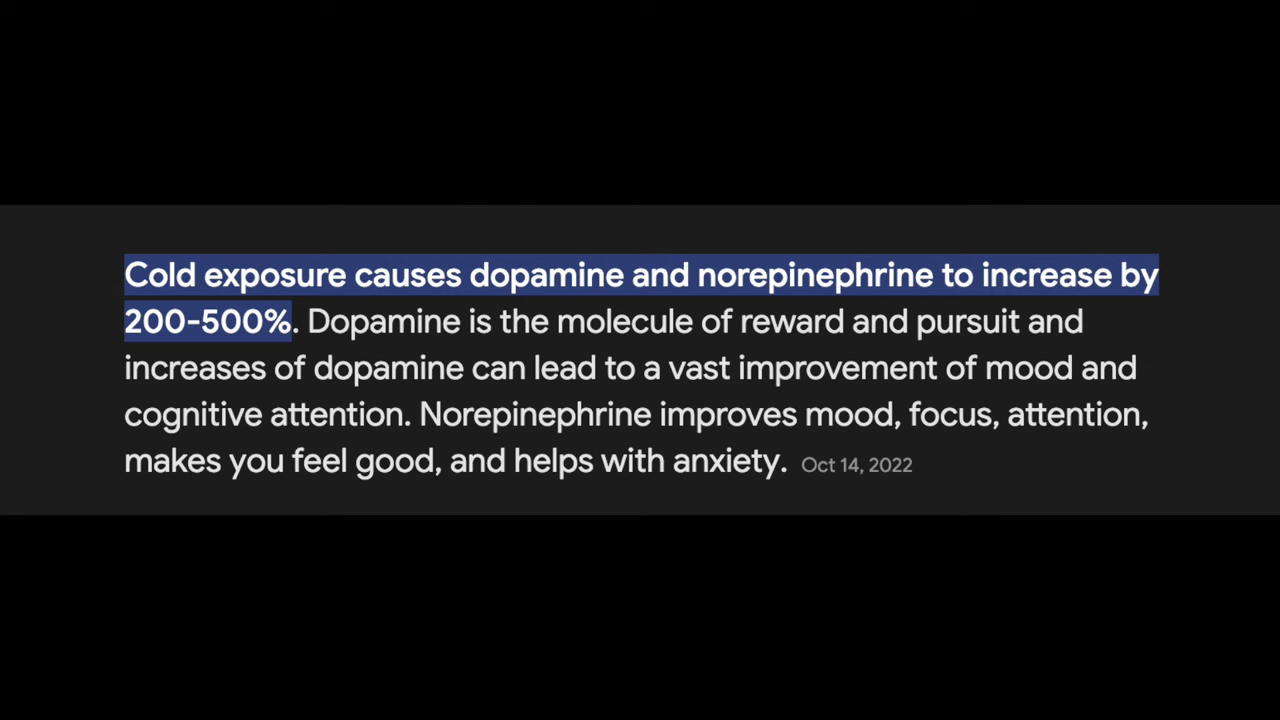 Cold exposure causes dopamine and norepinephrine to increase by
200-500%. Dopamine is the molecule of reward and pursuit and
increases of dopamine can lead to a vast improvement of mood and
cognitive attention. Norepinephrine improves mood, focus, attention,
makes you feel good, and helps with anxiety. Oct 14, 2022